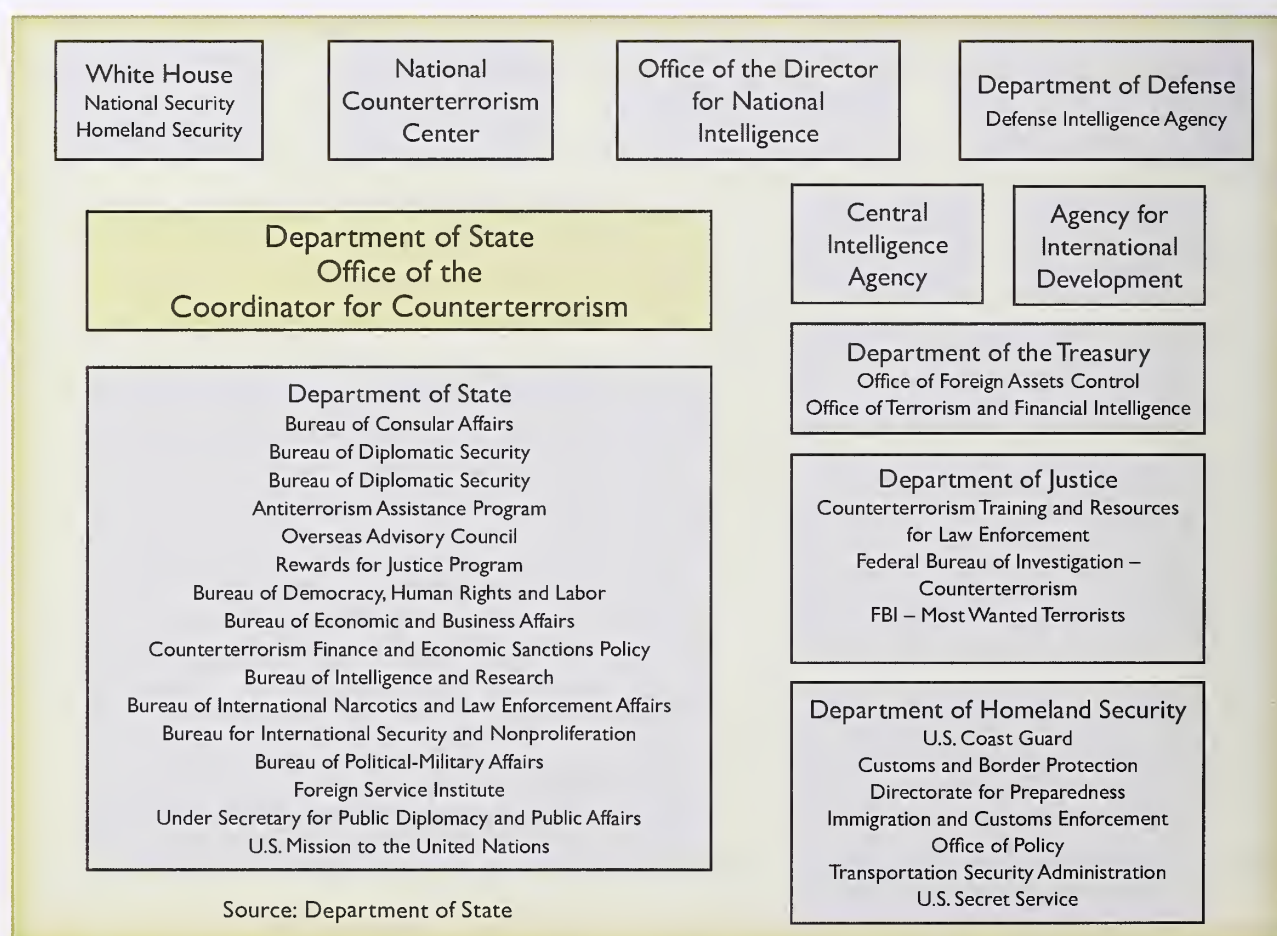 White House
National Security
Homeland Security
National
Counterterrorism
Center
Office of the Director
for National
Intelligence
Department of Defense
Defense Intelligence Agency
Department of State
Office of the
Coordinator for Counterterrorism
Central
Intelligence
Agency
Agency for
International
Development
Department of the Treasury
Office of Foreign Assets Control
Office of Terrorism and Financial Intelligence
Department of State
Bureau of Consular Affairs
Bureau of Diplomatic Security
Bureau of Diplomatic Security
Antiterrorism Assistance Program
Overseas Advisory Council
Rewards for Justice Program
Bureau of Democracy, Human Rights and Labor
Bureau of Economic and Business Affairs
Counterterrorism Finance and Economic Sanctions Policy
Bureau of Intelligence and Research
Bureau of International Narcotics and Law Enforcement Affairs
Bureau for International Security and Nonproliferation
Bureau of Political-Military Affairs
Foreign Service Institute
Under Secretary for Public Diplomacy and Public Affairs
U.S. Mission to the United Nations
Department of Justice
Counterterrorism Training and Resources
for Law Enforcement
Federal Bureau of Investigation –
Counterterrorism
FBI – Most Wanted Terrorists
Department of Homeland Security
U.S. Coast Guard
Customs and Border Protection
Directorate for Preparedness
Immigration and Customs Enforcement
Office of Policy
Transportation Security Administration
U.S. Secret Service
Source: Department of State